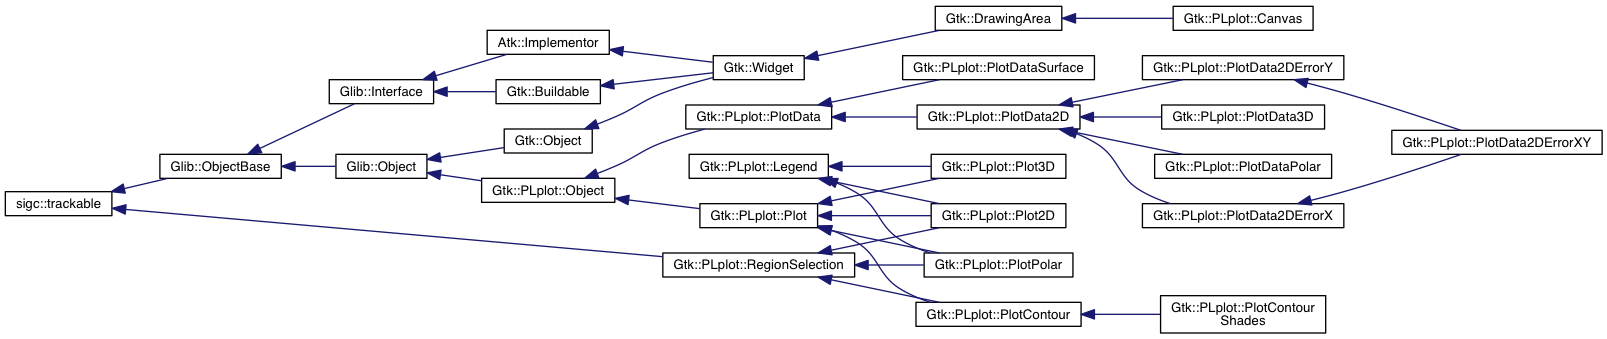 Gtk::DrawingArea
Gtk::PLplot::Canvas
Atk::Implementor
Gtk::Widget
Gtk::PLplot::PlotDataSurface
Gtk::PLplot::PlotData2DErrorY
Glib::Interface
Gtk::Buildable
Gtk::PLplot::PlotData
Gtk::PLplot::PlotData2D
Gtk::PLplot::PlotData3D
Gtk::Object
Gtk::PLplot::PlotData2DErrorXY
Glib::ObjectBase
Glib::Object
Gtk::PLplot::Legend
Gtk::PLplot::Plot3D
Gtk::PLplot::PlotDataPolar
Gtk::PLplot::Object
sigc::trackable
Gtk::PLplot::Plot
Gtk::PLplot::Plot2D
Gtk::PLplot::PlotData2DErrorX
Gtk::PLplot::RegionSelection
Gtk::PLplot::PlotPolar
Gtk::PLplot::PlotContour
Gtk::PLplot::PlotContour
Shades